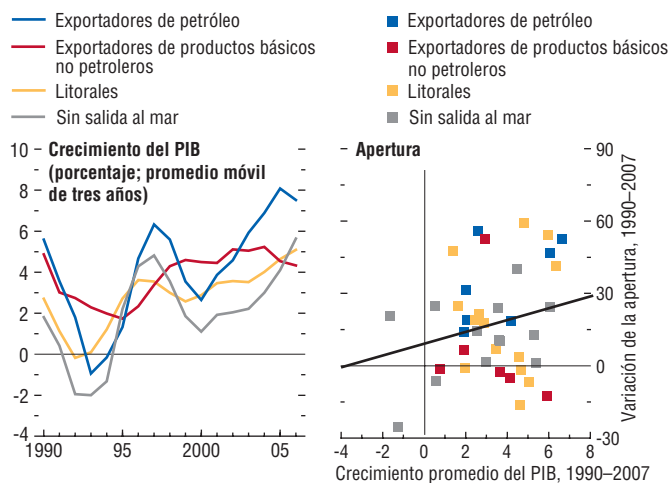 Exportadores de petróleo
Exportadores de productos básicos
no petroleros
Litorales
Sin salida al mar
Exportadores de petróleo
Exportadores de productos básicos
no petroleros
Litorales
Sin salida al mar
Crecimiento del PIB
(porcentaje; promedio móvil
de tres años)
10
8
6
4
2
0
-2
-4
1990
95
2000
05
Apertura
90
60
30
0
-30
Variación de la apertura, 1990–2007
-4
-2
0
2
4
6
8
Crecimiento promedio del PIB, 1990–2007